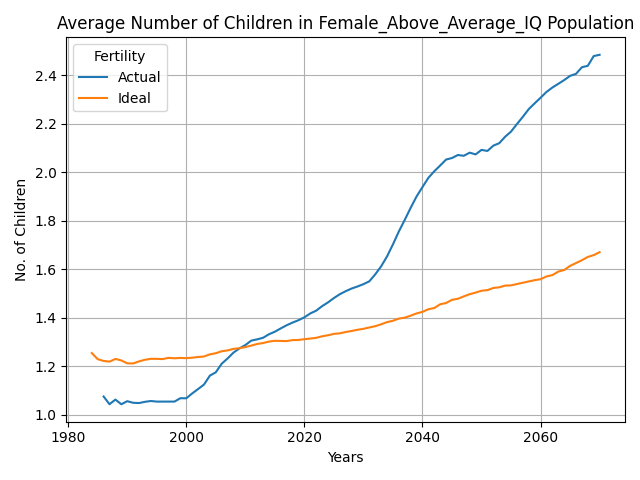 Average Number of Children in Female_Above_Average_IQ Population
Fertility
Actual
Ideal
2.4
2.2
2.0
1.8
1.6
1.4
1.2
1.0
No. of Children
1980 2000 2020 2040 2060
Years